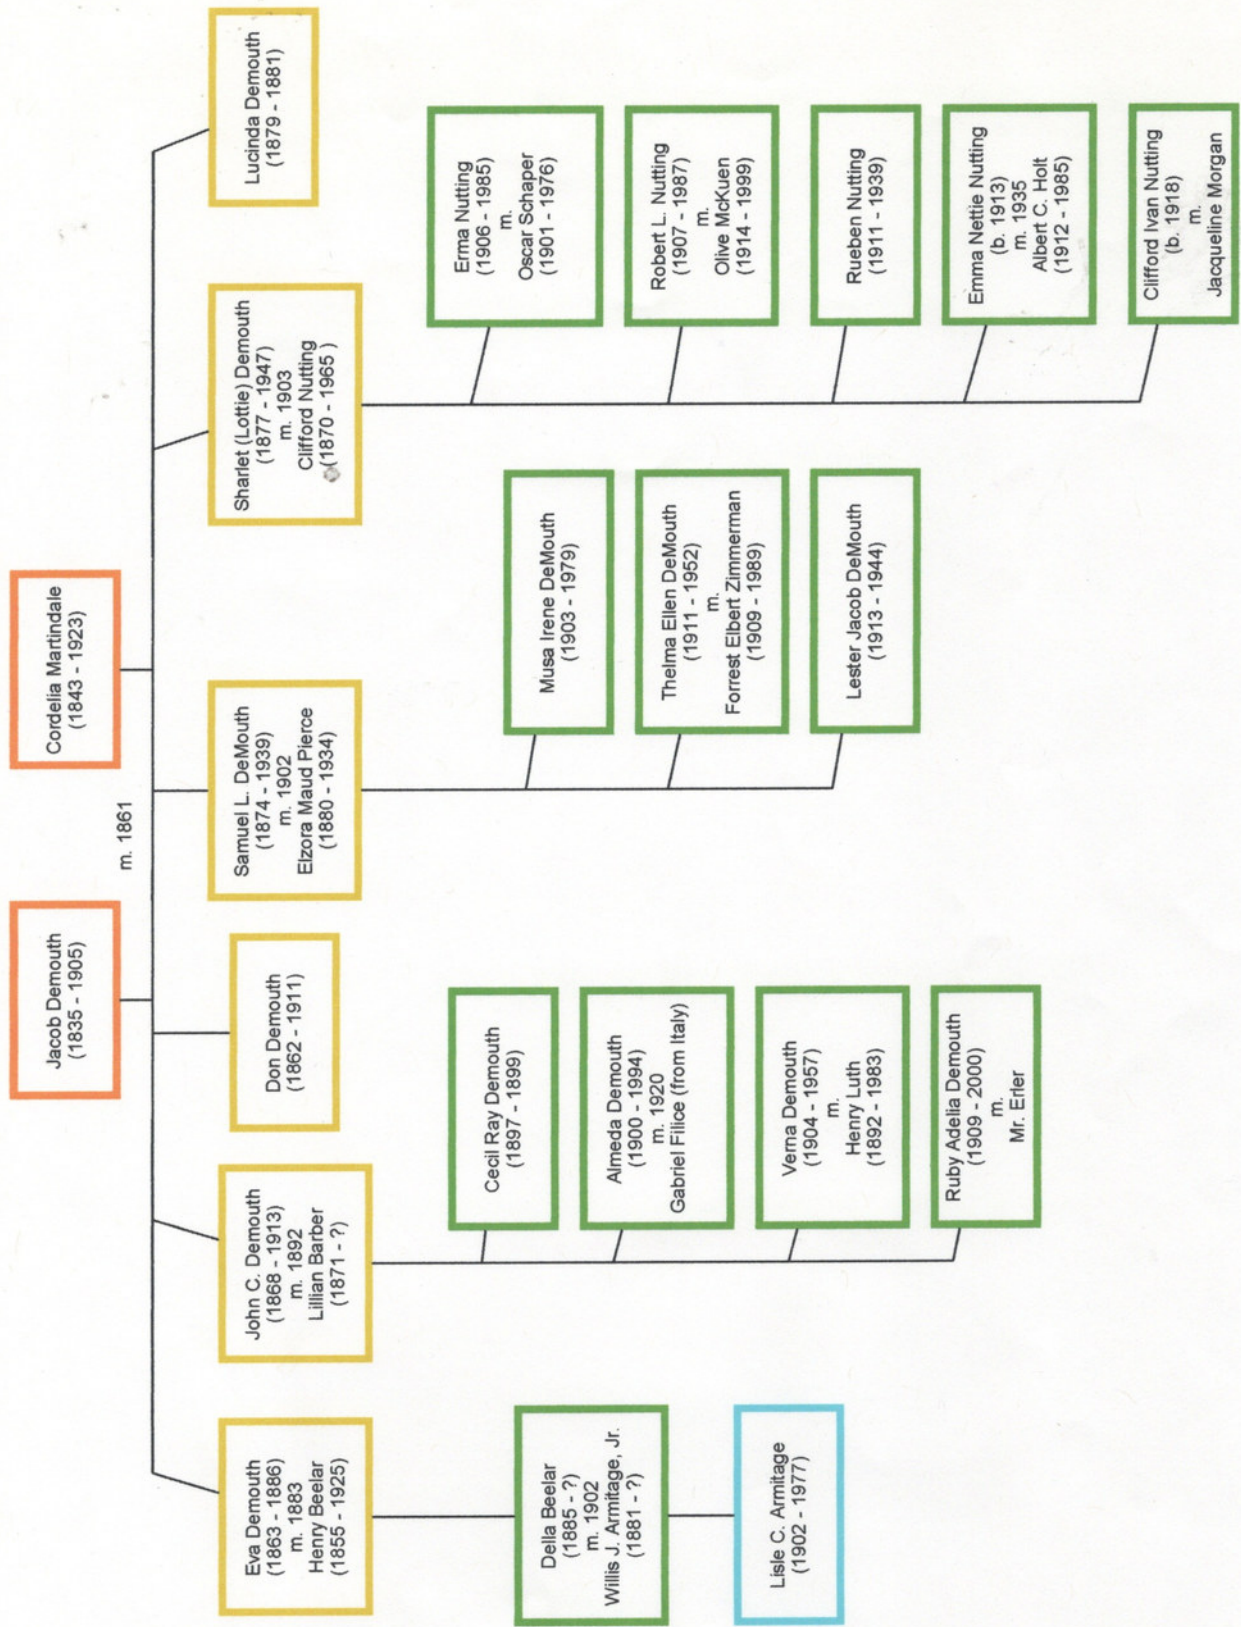 Jacob Demouth
(1835 - 1905)
Cordelia Martindale
(1843 - 1923)
m. 1861
Eva Demouth
(1863 - 1886)
m. 1883
Henry Beelar
(1855 - 1925)
John C. Demouth
(1868 - 1913)
m. 1892
Lillian Barber
(1871 - ?)
Don Demouth
(1862 - 1911)
Samuel L. DeMouth
(1874 - 1939)
m. 1902
Elzora Maud Pierce
(1880 - 1934)
Sharlet (Lottie) Demouth
(1877 - 1947)
m. 1903
Clifford Nutting
(1870 - 1965 )
Lucinda Demouth
(1879 - 1881)
Della Beelar
(1885 - ?)
m. 1902
Willis J. Armitage, Jr.
(1881 - ?)
Lisle C. Armitage
(1902 - 1977)
Cecil Ray Demouth
(1897 - 1899)
Almeda Demouth
(1900 - 1994)
m. 1920
Gabriel Filice (from Italy)
Verna Demouth
(1904 - 1957)
m.
Henry Luth
(1892 - 1983)
Ruby Adelia Demouth
(1909 - 2000)
m.
Mr. Erler
Musa Irene DeMouth
(1903 - 1979)
Thelma Ellen DeMouth
(1911 - 1952)
m.
Forrest Elbert Zimmerman
(1909 - 1989)
Lester Jacob DeMouth
(1913 - 1944)
Erma Nutting
(1906 - 1985)
m.
Oscar Schaper
(1901 - 1976)
Robert L. Nutting
(1907 - 1987)
m.
Olive McKuen
(1914 - 1999)
Rueben Nutting
(1911 - 1939)
Emma Nettie Nutting
(b. 1913)
m. 1935
Albert C. Holt
(1912 - 1985)
Clifford Ivan Nutting
(b. 1918)
m.
Jacqueline Morgan